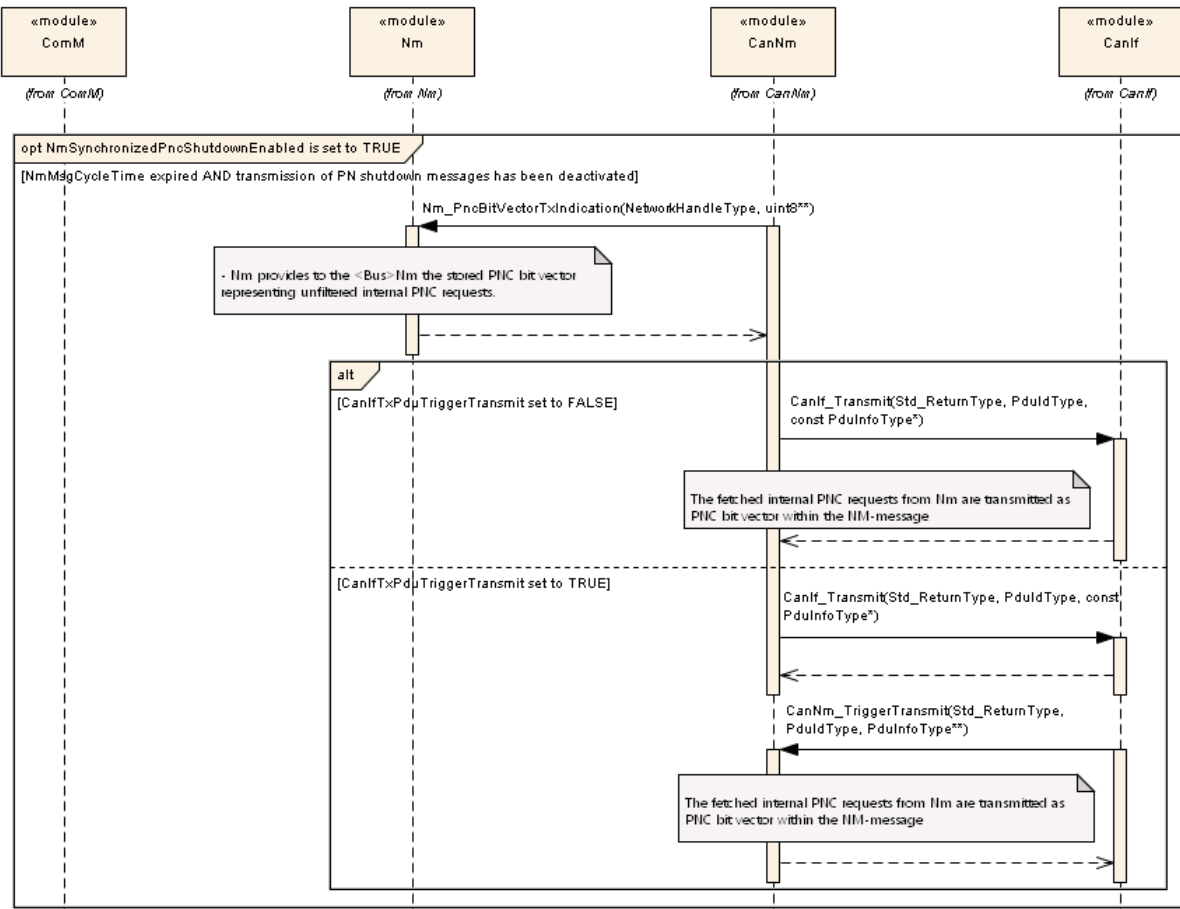 «module»
ComM
«module»
Nm
«module»
CanNm
«module»
CanIf
(from ComM)
(from Nm)
(from CanNm)
(from CanIf)
opt NmSynchronizedPncShutdownEnabled is set to TRUE
[NmMsgCycleTime expired AND transmission of PN shutdown messages has been deactivated]
Nm_PncBitVectorTxIndication(NetworkHandleType, uint8**)
- Nm provides to the <Bus>Nm the stored PNC bit vector
representing unfiltered internal PNC requests.
alt
[CanIfTxPduTriggerTransmit set to FALSE]
CanIf_Transmit(Std_ReturnType, PduIdType,
const PduInfoType*)
The fetched internal PNC requests from Nm are transmitted as
PNC bit vector within the NM-message
[CanIfTxPduTriggerTransmit set to TRUE]
CanIf_Transmit(Std_ReturnType, PduIdType, const
PduInfoType*)
CanNm_TriggerTransmit(Std_ReturnType,
PduIdType, PduInfoType**)
The fetched internal PNC requests from Nm are transmitted as
PNC bit vector within the NM-message